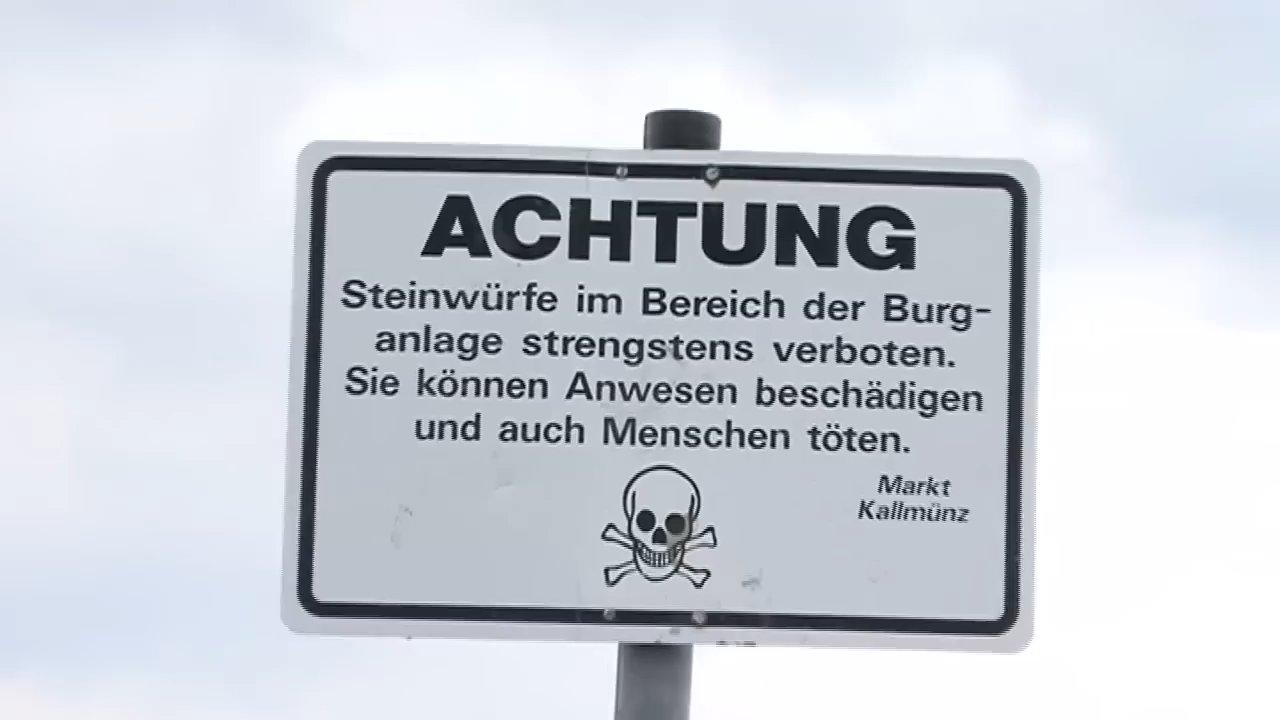 ACHTUNG
Steinwürfe im Bereich der Burg-
anlage strengstens verboten.
Sie können Anwesen beschädigen
und auch Menschen töten.
Markt
Kallmünz